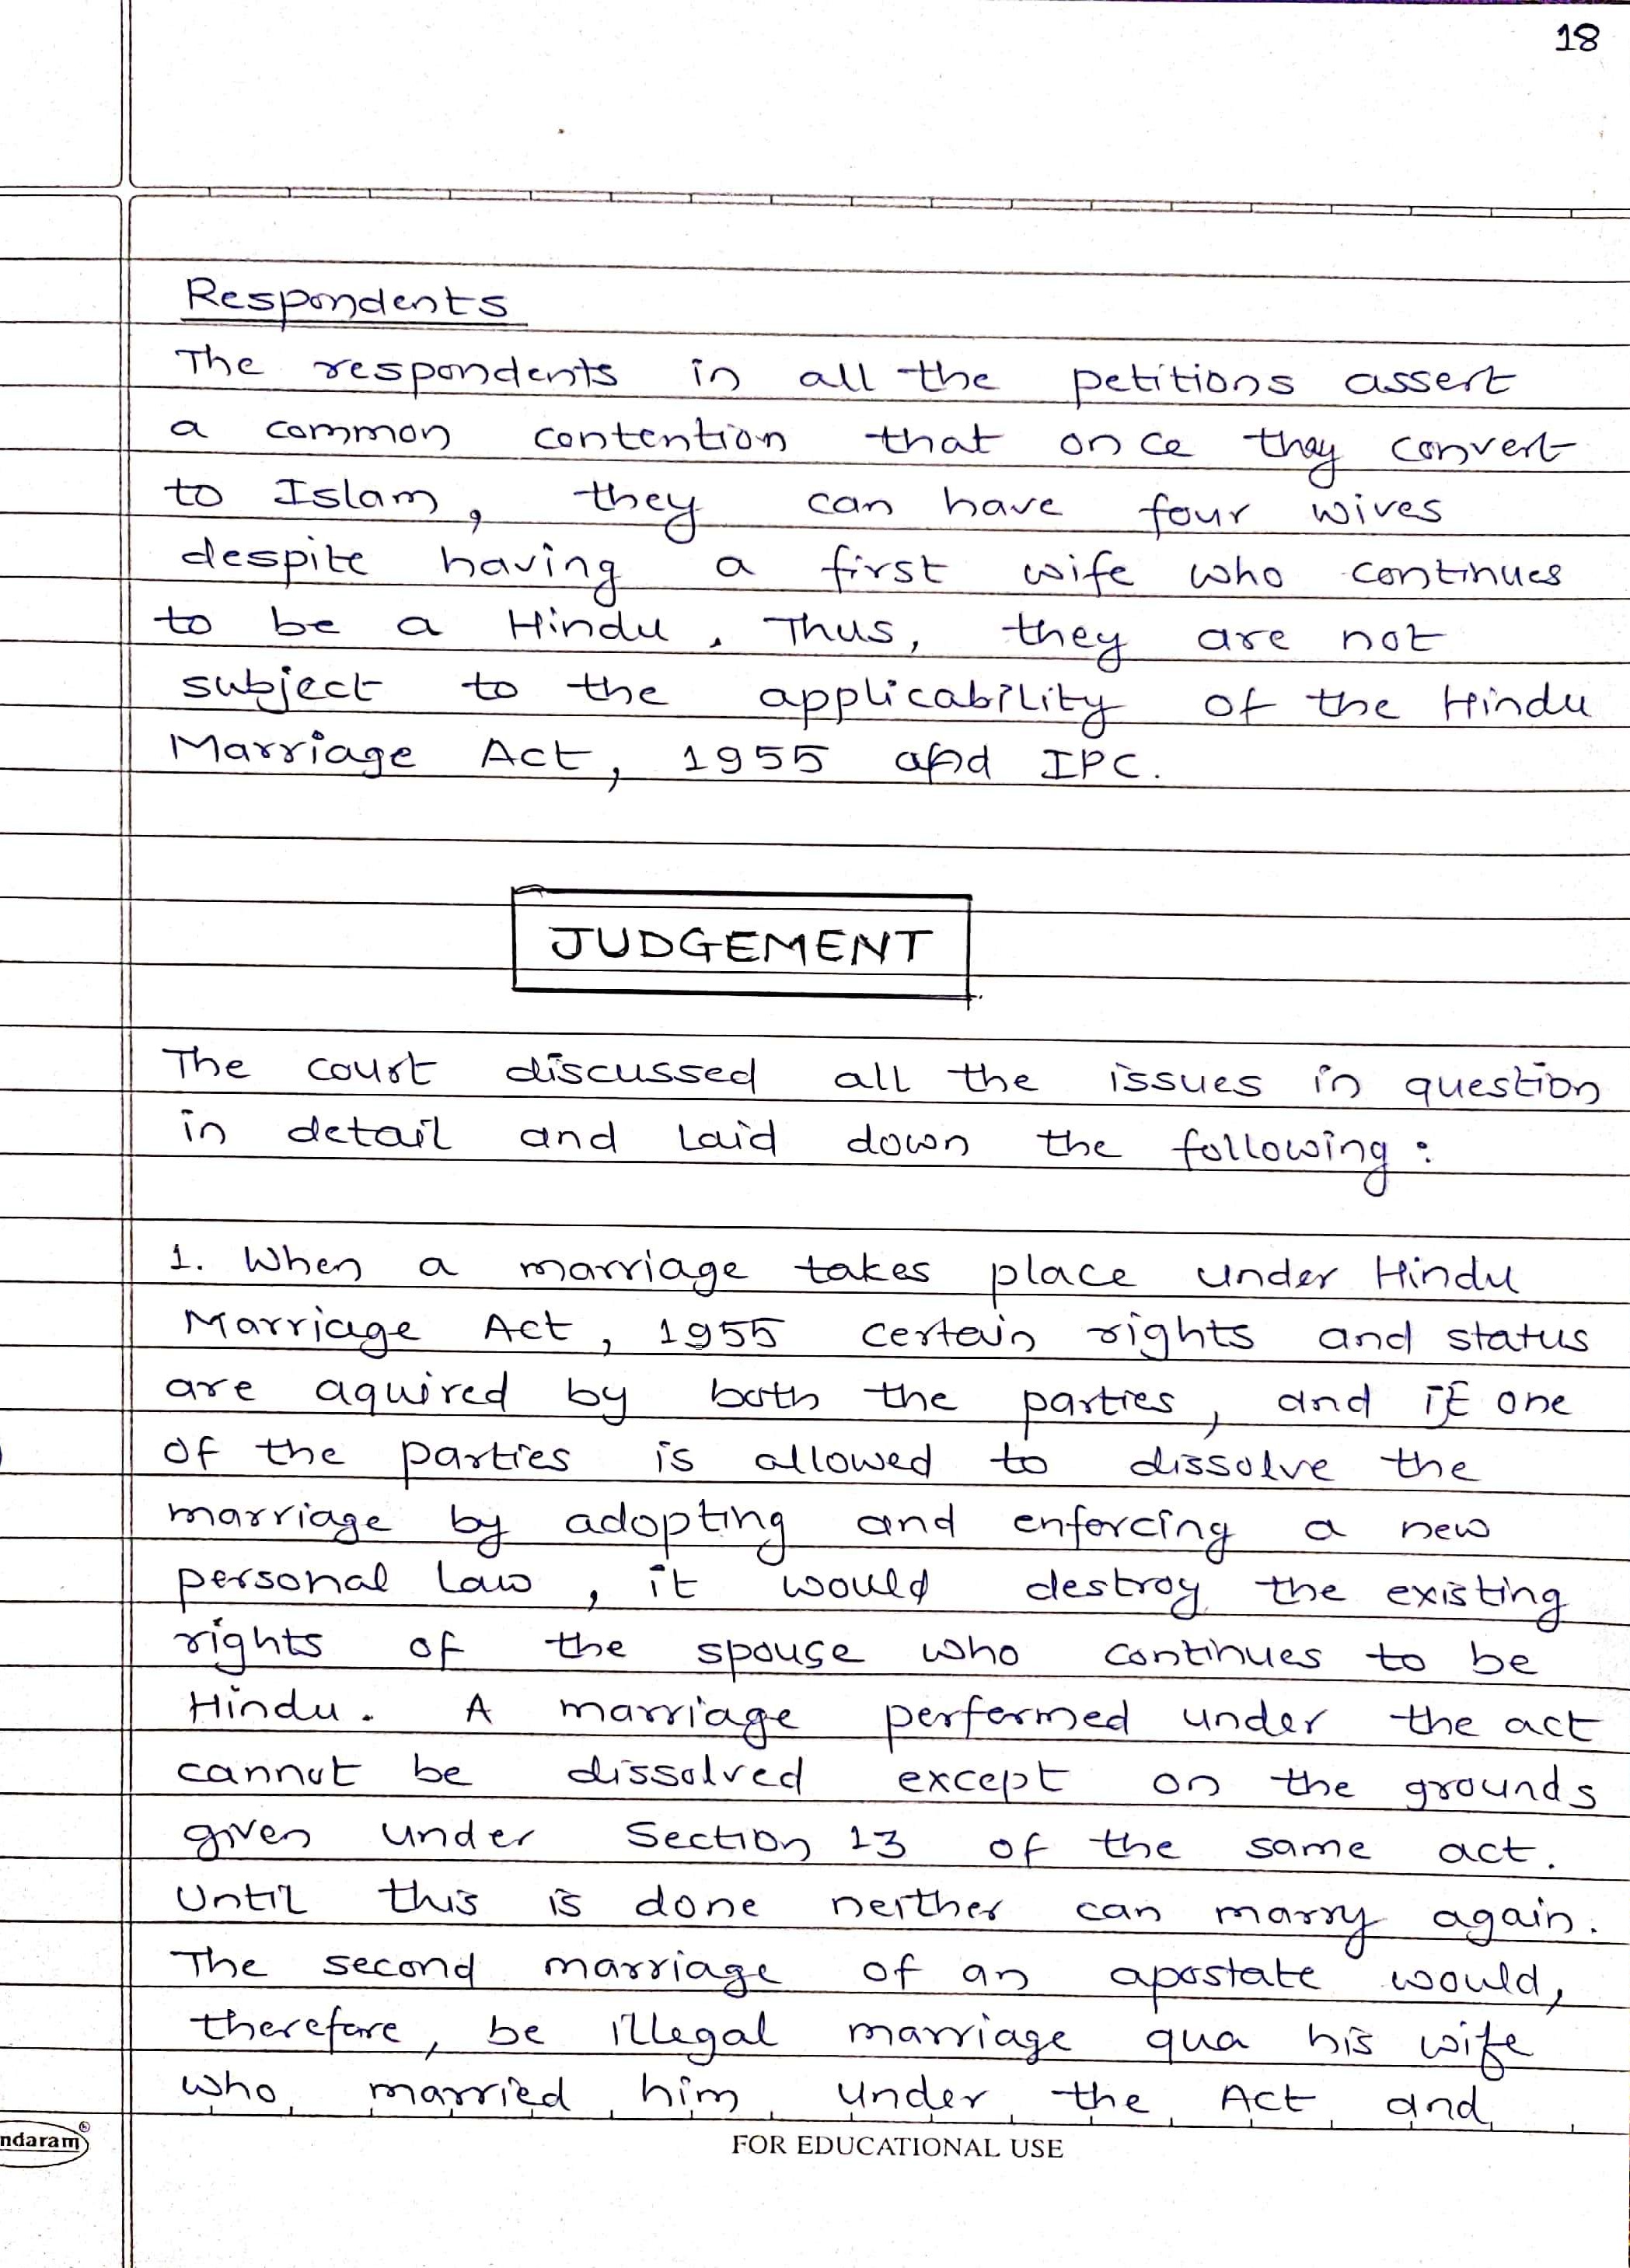 18
Respondents
The respondents in all the petitions assert
a common contention that once they convert
to Islam, they can have four wives
despite having a first wife who continues
to be a Hindu. Thus, they are not
subject to the applicability of the Hindu
Marriage Act, 1955 and IPC.
JUDGEMENT
The court discussed all the issues in question
in detail and laid down the following:
1. When a marriage takes place under Hindu
Marriage Act, 1955 certain rights and status
are aquired by both the parties, and if one
of the parties is allowed to dissolve the
marriage by adopting and enforcing a new
personal law, it would destroy the existing
rights of the spouse who continues to be
Hindu. A marriage performed under the act
cannot be dissolved except on the grounds
given under Section 13 of the same act.
Until this is done neither can marry again.
The second marriage of an apostate would,
therefore, be illegal marriage qua his wife
who married him under the Act and
ndaram
FOR EDUCATIONAL USE